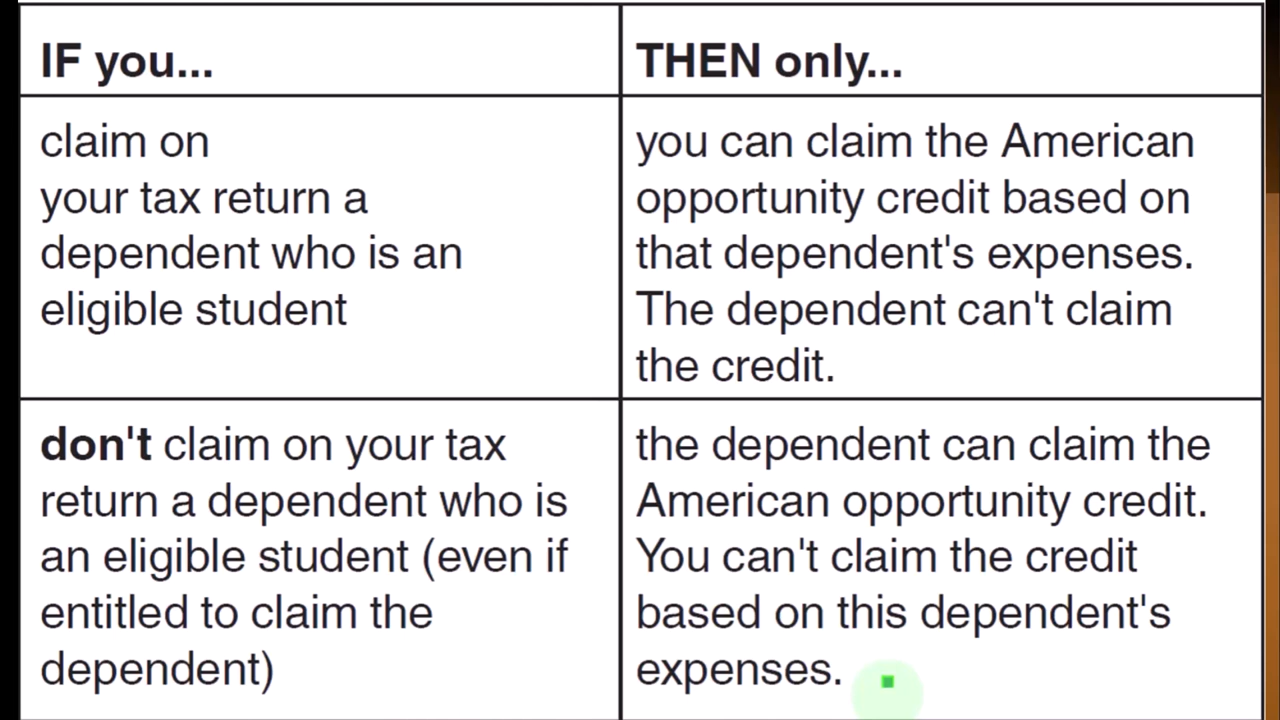 IF you...
THEN only...
claim on
your tax return a
dependent who is an
eligible student
you can claim the American
opportunity credit based on
that dependent's expenses.
The dependent can't claim
the credit.
don't claim on your tax
return a dependent who is
an eligible student (even if
entitled to claim the
dependent)
the dependent can claim the
American opportunity credit.
You can't claim the credit
based on this dependent's
expenses.